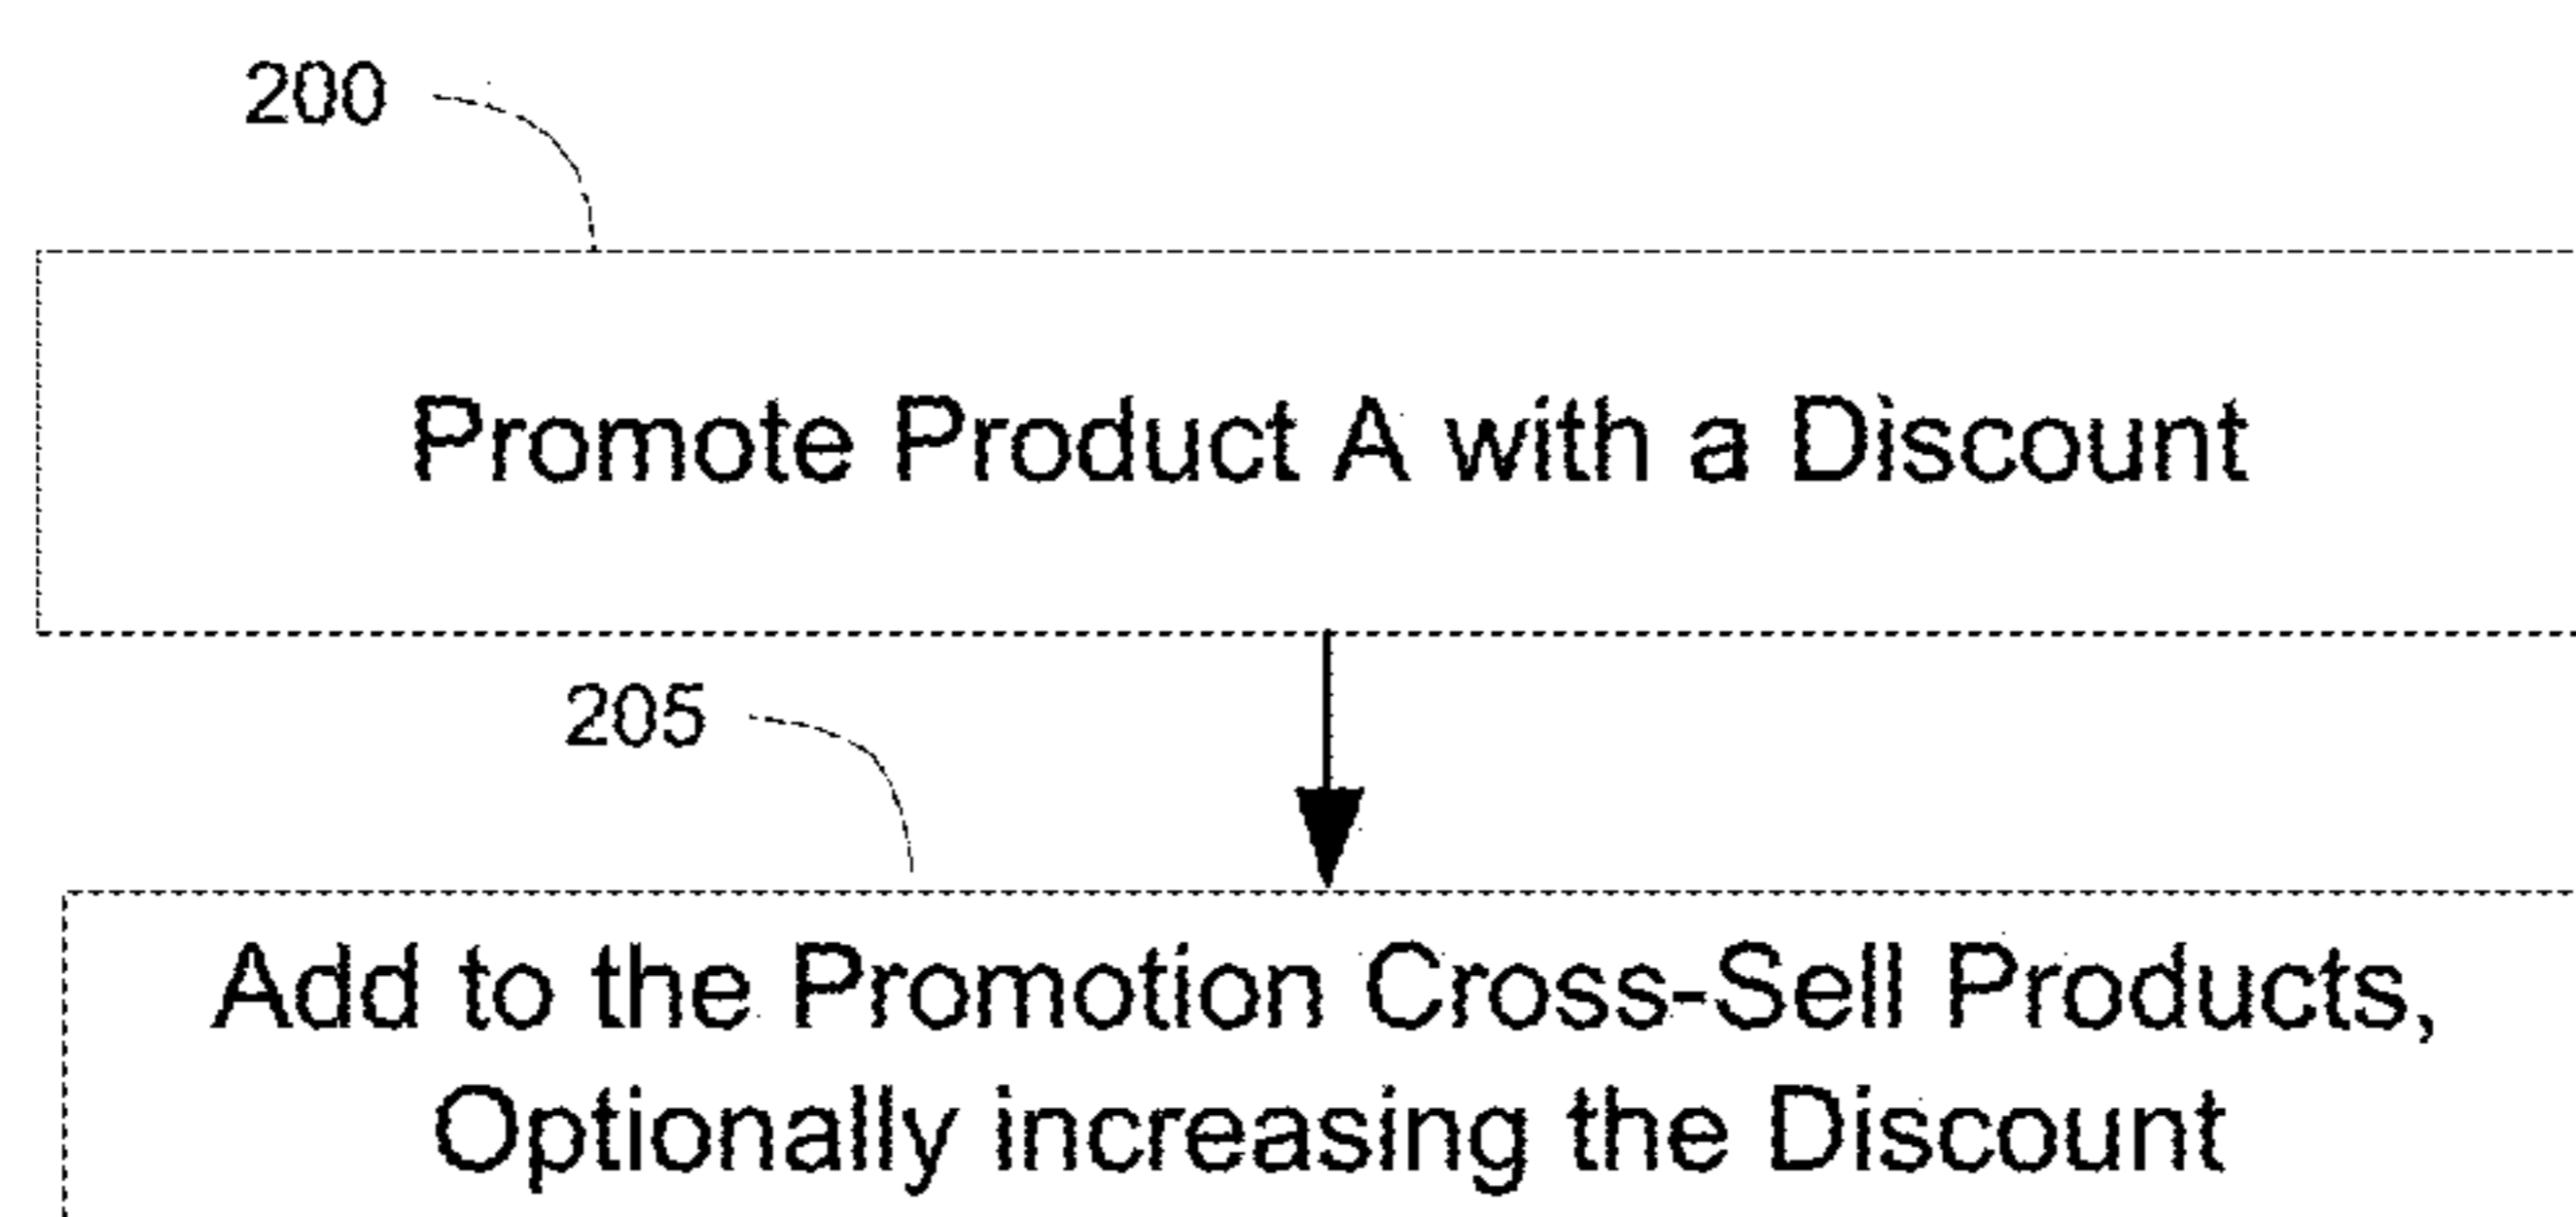 200
Promote Product A with a Discount
205
Add to the Promotion Cross-Sell Products,
Optionally increasing the Discount